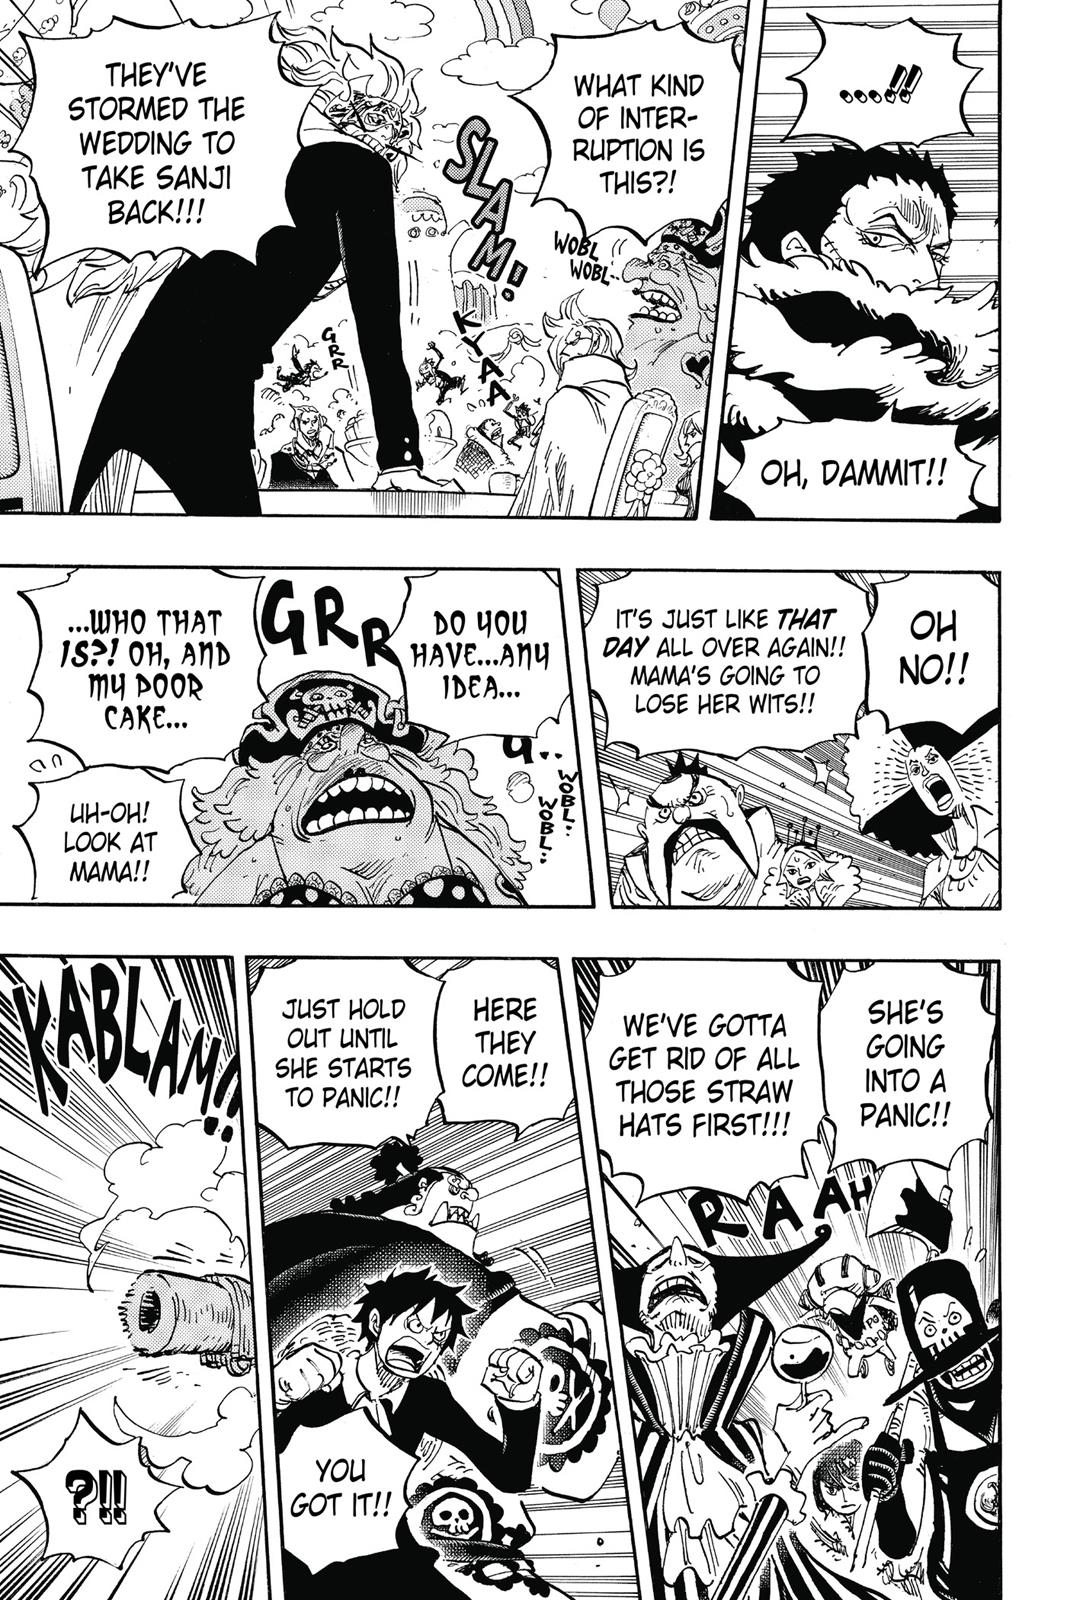 ...!!
OH, DAMMIT!!
WHAT KIND
OF INTER-
RUPTION IS
THIS?!
WOBL
WOBL--
SLAM!
KYAA
GRR
THEY'VE
STORMED THE
WEDDING TO
TAKE SANJI
BACK!!!
OH
NO!!
IT'S JUST LIKE THAT
DAY ALL OVER AGAIN!!
MAMA'S GOING TO
LOSE HER WITS!!
DO YOU
HAVE...ANY
IDEA...
GRRR
...WHO THAT
IS?! OH, AND
MY POOR
CAKE...
WOBL..
WOBL..
UH-OH!
LOOK AT
MAMA!!
SHE'S
GOING
INTO A
PANIC!!
WE'VE GOTTA
GET RID OF ALL
THOSE STRAW
HATS FIRST!!!
RAAAH
HERE
THEY
COME!!
JUST HOLD
OUT UNTIL
SHE STARTS
TO PANIC!!
YOU
GOT IT!!
KABLAM!!
?!!